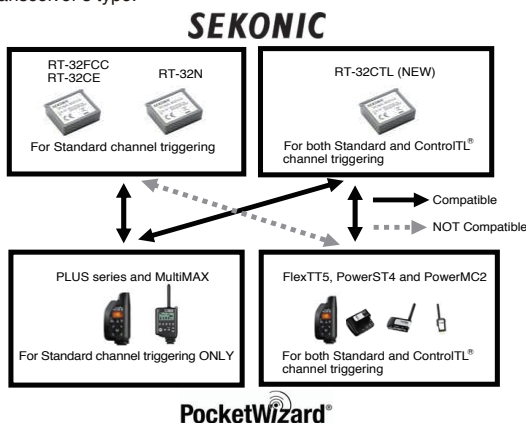 ansceiver's type.
SEKONIC
RT-32FCC
RT-32CE
RT-32N
For Standard channel triggering
RT-32CTL (NEW)
For both Standard and ControlTL®
channel triggering
Compatible
NOT Compatible
PLUS series and MultiMAX
For Standard channel triggering ONLY
FlexTT5, PowerST4 and PowerMC2
For both Standard and ControlTL®
channel triggering
PocketWizard®